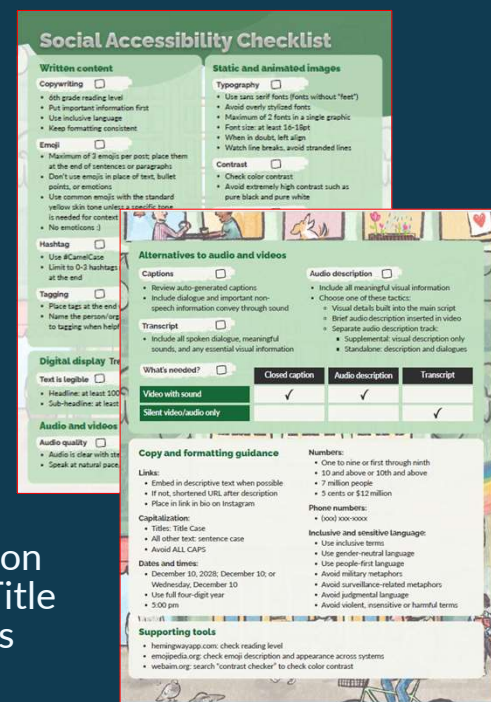 Social Accessibility Checklist
Written content
Copywriting
• 6th grade reading level
• Put important information first
• Use inclusive language
• Keep formatting consistent
Emoji
• Maximum of 3 emojis per post; place them
at the end of sentences or paragraphs
• Don't use emojis in place of text, bullet
points, or emotions
• Use common emojis with the standard
yellow skin tone unless a specific tone
is needed for context
• No emoticons :)
Hashtag
• Use #CamelCase
• Limit to 0-3 hashtags
at the end
Tagging
• Place tags at the end
• Name the person/org
to tagging when helpf
Digital display Tre
Text is legible
• Headline: at least 100
• Sub-headline: at least
Audio and videos
Audio quality
• Audio is clear with ste
• Speak at natural pace
Static and animated images
Typography
• Use sans serif fonts (fonts without "feet")
• Avoid overly stylized fonts
• Maximum of 2 fonts in a single graphic
• Font size: at least 16-18pt
• When in doubt, left align
• Watch line breaks, avoid stranded lines
Contrast
• Check color contrast
• Avoid extremely high contrast such as
pure black and pure white
Alternatives to audio and videos
Captions
• Review auto-generated captions
• Include dialogue and important non-
speech information convey through sound
Transcript
• Include all spoken dialogue, meaningful
sounds, and any essential visual information
Audio description
• Include all meaningful visual information
• Choose one of these tactics:
◦ Visual details built into the main script
◦ Brief audio description inserted in video
◦ Separate audio description track:
▪ Supplemental: visual description only
▪ Standalone: description and dialogues
What's needed?
Closed caption Audio description Transcript
Video with sound ✓ ✓
Silent video/audio only ✓
Copy and formatting guidance
Links:
• Embed in descriptive text when possible
• If not, shortened URL after description
• Place in link in bio on Instagram
Capitalization:
• Titles: Title Case
• All other text: sentence case
• Avoid ALL CAPS
Dates and times:
• December 10, 2028; December 10; or
Wednesday, December 10
• Use full four-digit year
• 5:00 pm
Numbers:
• One to nine or first through ninth
• 10 and above or 10th and above
• 7 million people
• 5 cents or $12 million
Phone numbers:
• (xxx) xxx-xxxx
Inclusive and sensitive language:
• Use inclusive terms
• Use gender-neutral language
• Use people-first language
• Avoid military metaphors
• Avoid surveillance-related metaphors
• Avoid judgmental language
• Avoid violent, insensitive or harmful terms
Supporting tools
• hemingwayapp.com: check reading level
• emojipedia.org: check emoji description and appearance across systems
• webaim.org: search "contrast checker" to check color contrast
on
Title
s